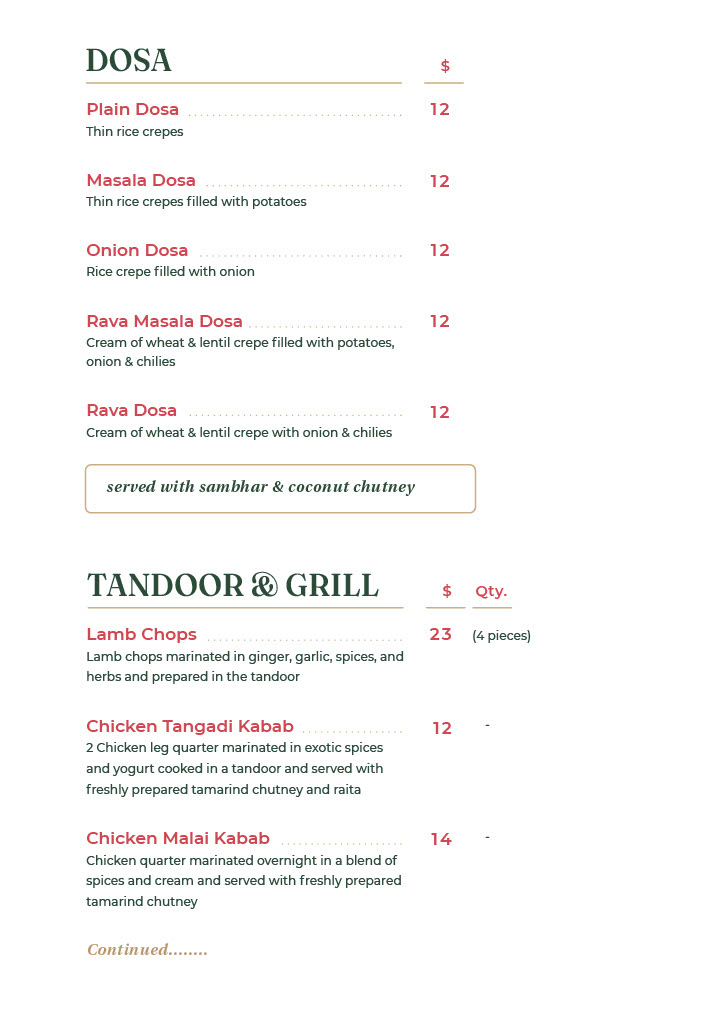 DOSA $
Plain Dosa 12
Thin rice crepes
Masala Dosa 12
Thin rice crepes filled with potatoes
Onion Dosa 12
Rice crepe filled with onion
Rava Masala Dosa 12
Cream of wheat & lentil crepe filled with potatoes,
onion & chilies
Rava Dosa 12
Cream of wheat & lentil crepe with onion & chilies
served with sambhar & coconut chutney
TANDOOR & GRILL $ Qty.
Lamb Chops 23 (4 pieces)
Lamb chops marinated in ginger, garlic, spices, and
herbs and prepared in the tandoor
Chicken Tangadi Kabab 12 -
2 Chicken leg quarter marinated in exotic spices
and yogurt cooked in a tandoor and served with
freshly prepared tamarind chutney and raita
Chicken Malai Kabab 14 -
Chicken quarter marinated overnight in a blend of
spices and cream and served with freshly prepared
tamarind chutney
Continued........